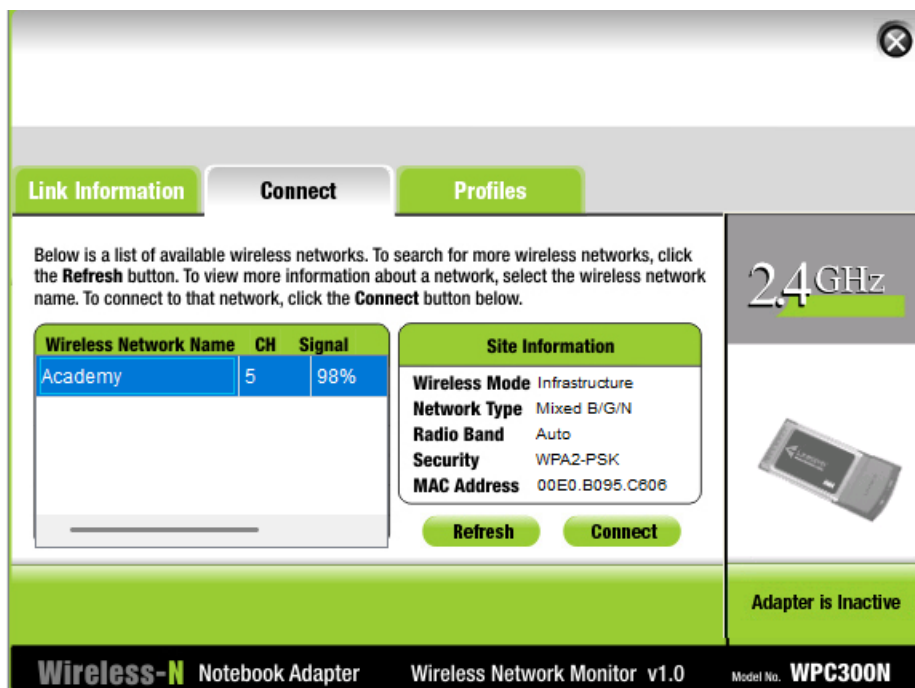 Link Information
Connect
Profiles
Below is a list of available wireless networks. To search for more wireless networks, click
the Refresh button. To view more information about a network, select the wireless network
name. To connect to that network, click the Connect button below.
2.4GHz
Wireless Network Name CH Signal
Academy 5 98%
Site Information
Wireless Mode Infrastructure
Network Type Mixed B/G/N
Radio Band Auto
Security WPA2-PSK
MAC Address 00E0.B095.C606
Refresh
Connect
Adapter is Inactive
Wireless-N Notebook Adapter Wireless Network Monitor v1.0 Model No. WPC300N